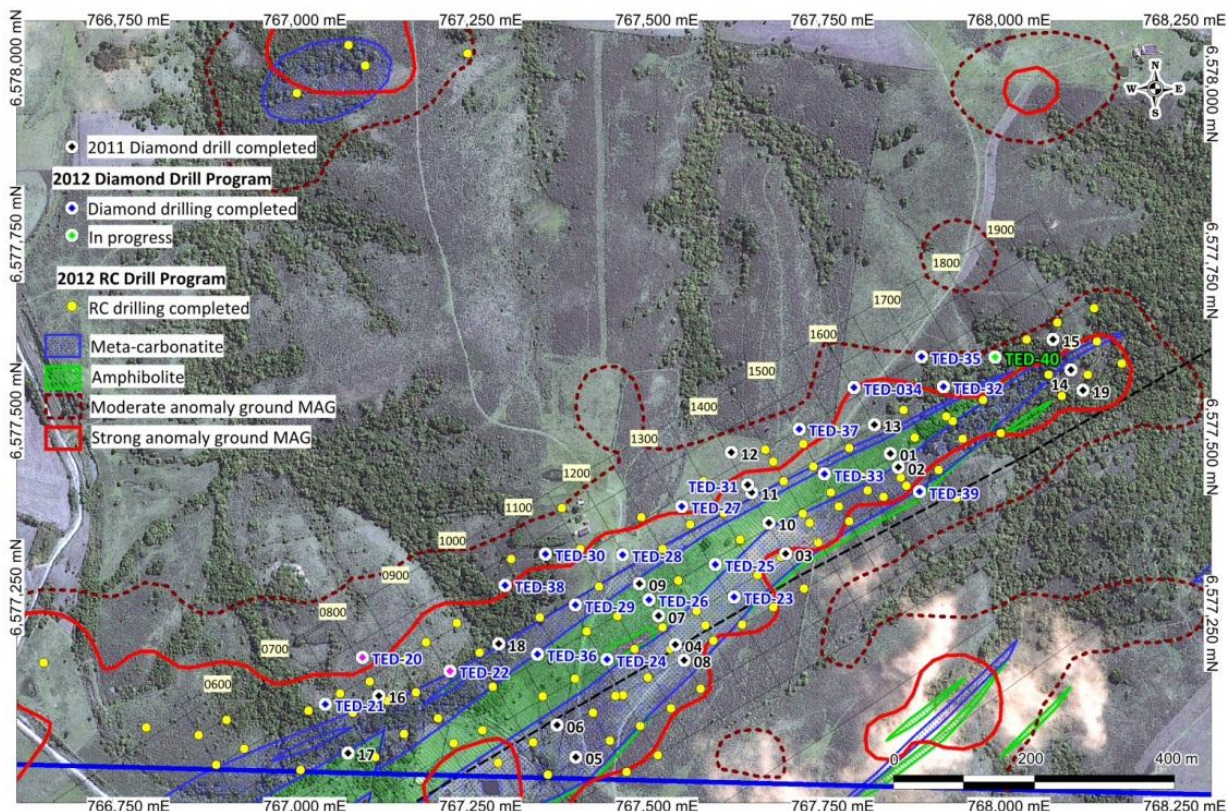 766,750 mE
767,000 mE
767,250 mE
767,500 mE
767,750 mE
768,000 mE
768,250 mE
6,578,000 mN
6,578,000 mN
N
W E
S
2011 Diamond drill completed
2012 Diamond Drill Program
Diamond drilling completed
In progress
2012 RC Drill Program
RC drilling completed
Meta-carbonatite
Amphibolite
Moderate anomaly ground MAG
Strong anomaly ground MAG
6,577,750 mN
6,577,750 mN
1900
1800
1700
1600
1500
1400
1300
1200
1100
1000
0900
0800
0700
0600
15
TED-35
TED-40
14
19
TED-034
TED-32
6,577,500 mN
6,577,500 mN
TED-37
13
12
01
02
TED-31
11
TED-33
TED-39
TED-27
10
TED-30
TED-28
03
TED-25
6,577,250 mN
6,577,250 mN
TED-38
09
TED-29
TED-26
TED-23
07
18
04
TED-20
TED-36
TED-24
08
TED-22
16
TED-21
06
17
05
0 200 400 m
766,750 mE
767,000 mE
767,250 mE
767,500 mE
767,750 mE
768,000 mE
768,250 mE